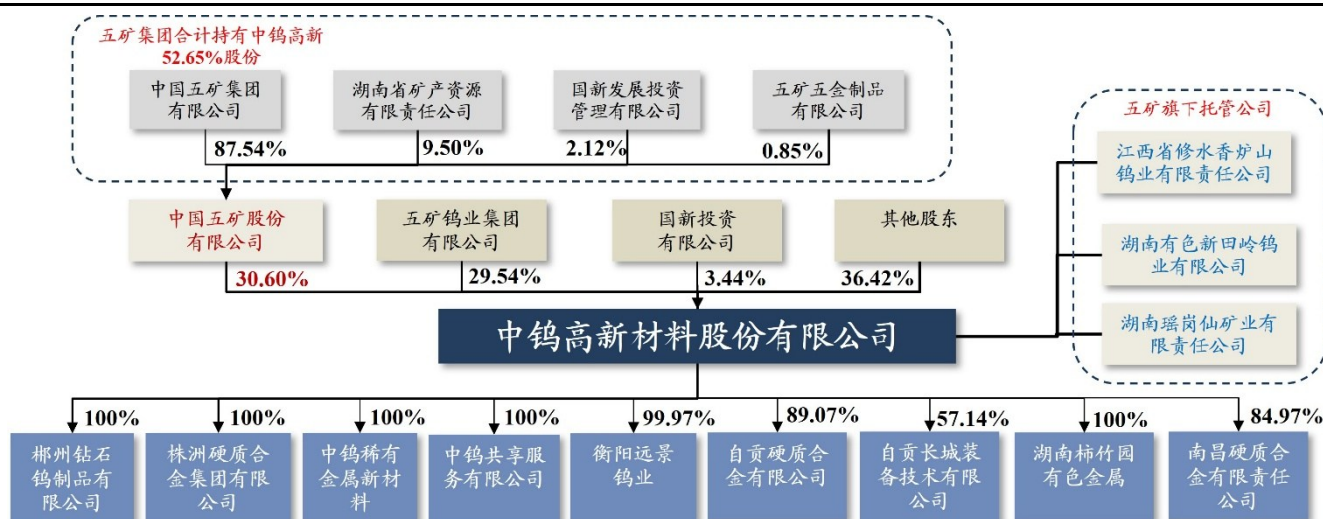 五矿集团合计持有中钨高新
52.65%股份
中国五矿集团
有限公司
湖南省矿产资源
有限责任公司
国新发展投资
管理有限公司
五矿五金制品
有限公司
87.54%
9.50%
2.12%
0.85%
中国五矿股份
有限公司
五矿钨业集团
有限公司
国新投资
有限公司
其他股东
30.60%
29.54%
3.44%
36.42%
五矿旗下托管公司
江西省修水香炉山
钨业有限责任公司
湖南有色新田岭钨
业有限公司
湖南瑶岗仙矿业有
限责任公司
中钨高新材料股份有限公司
100%
100%
100%
100%
99.97%
89.07%
57.14%
100%
84.97%
郴州钻石
钨制品有
限公司
株洲硬质合
金集团有限
公司
中钨稀有
金属新材
料
中钨共享服
务有限公司
衡阳远景
钨业
自贡硬质合
金有限公司
自贡长城装
备技术有限
公司
湖南柿竹园
有色金属
南昌硬质合
金有限责任
公司